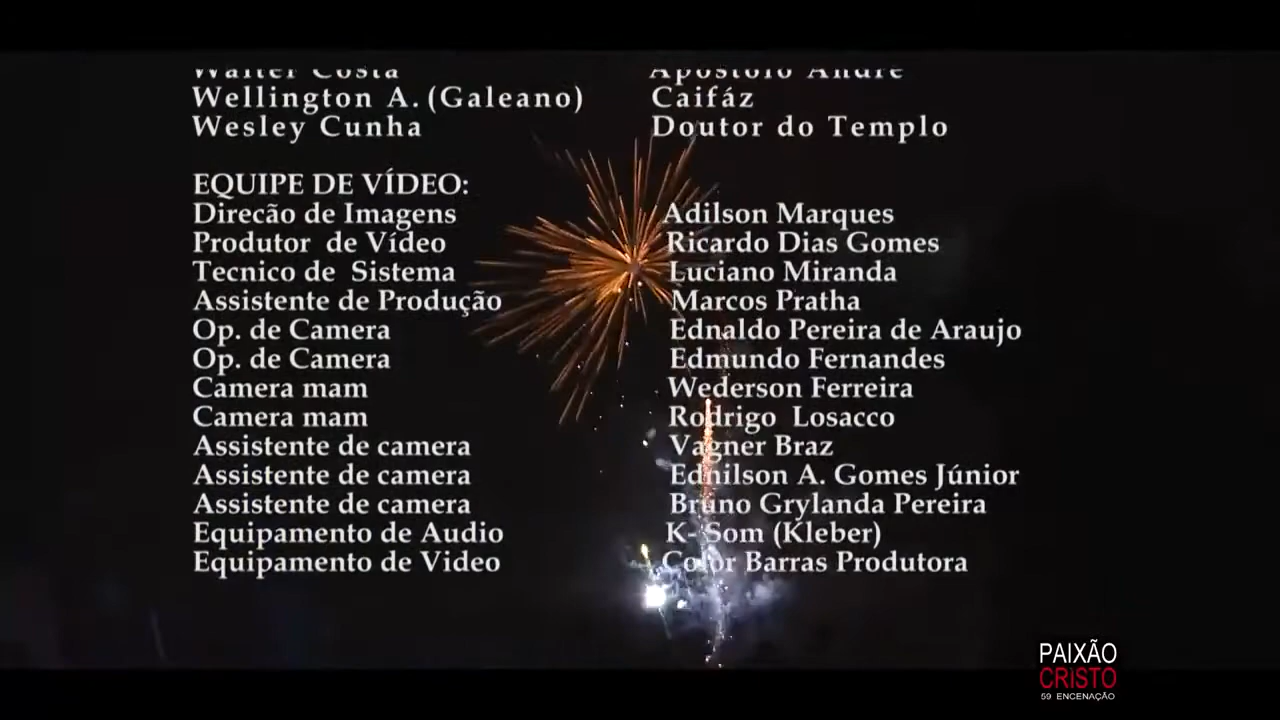 Walter Costa Apóstolo André
Wellington A. (Galeano) Caifáz
Wesley Cunha Doutor do Templo
EQUIPE DE VÍDEO:
Direcão de Imagens Adilson Marques
Produtor de Vídeo Ricardo Dias Gomes
Tecnico de Sistema Luciano Miranda
Assistente de Produção Marcos Pratha
Op. de Camera Ednaldo Pereira de Araujo
Op. de Camera Edmundo Fernandes
Camera mam Wederson Ferreira
Camera mam Rodrigo Losacco
Assistente de camera Vagner Braz
Assistente de camera Ednilson A. Gomes Júnior
Assistente de camera Bruno Grylanda Pereira
Equipamento de Audio K- Som (Kleber)
Equipamento de Video Color Barras Produtora
PAIXÃO
CRISTO
59 ENCENAÇÃO